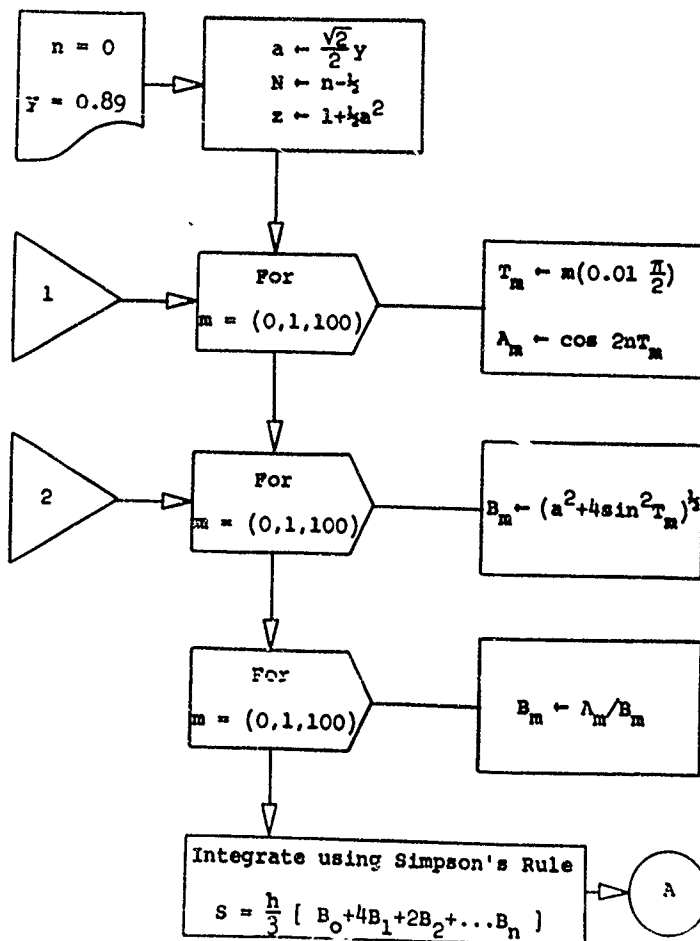 n = 0
ȳ = 0.89
a ← √2/2 y
N ← n-½
z ← 1+½a²
1
For
m = (0,1,100)
T_m ← m(0.01 π/2)
A_m ← cos 2nT_m
2
For
m = (0,1,100)
B_m ← (a²+4sin²T_m)^½
For
m = (0,1,100)
B_m ← A_m/B_m
Integrate using Simpson's Rule
S = h/3 [ B_o+4B_1+2B_2+...B_n ]
A